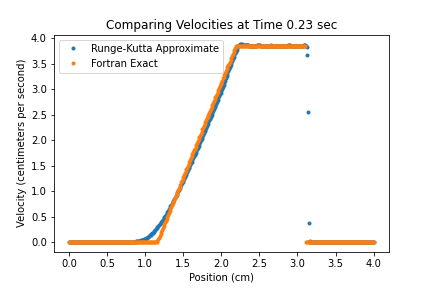 Comparing Velocities at Time 0.23 sec
Runge-Kutta Approximate
Fortran Exact
Velocity (centimeters per second)
4.0
3.5
3.0
2.5
2.0
1.5
1.0
0.5
0.0
0.0 0.5 1.0 1.5 2.0 2.5 3.0 3.5 4.0
Position (cm)